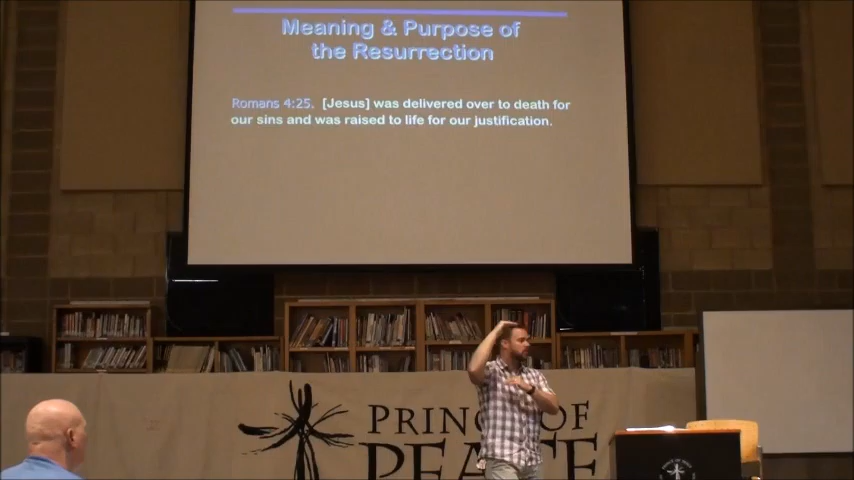 Meaning & Purpose of
the Resurrection
Romans 4:25. [Jesus] was delivered over to death for
our sins and was raised to life for our justification.
PRINC OF
PEACE